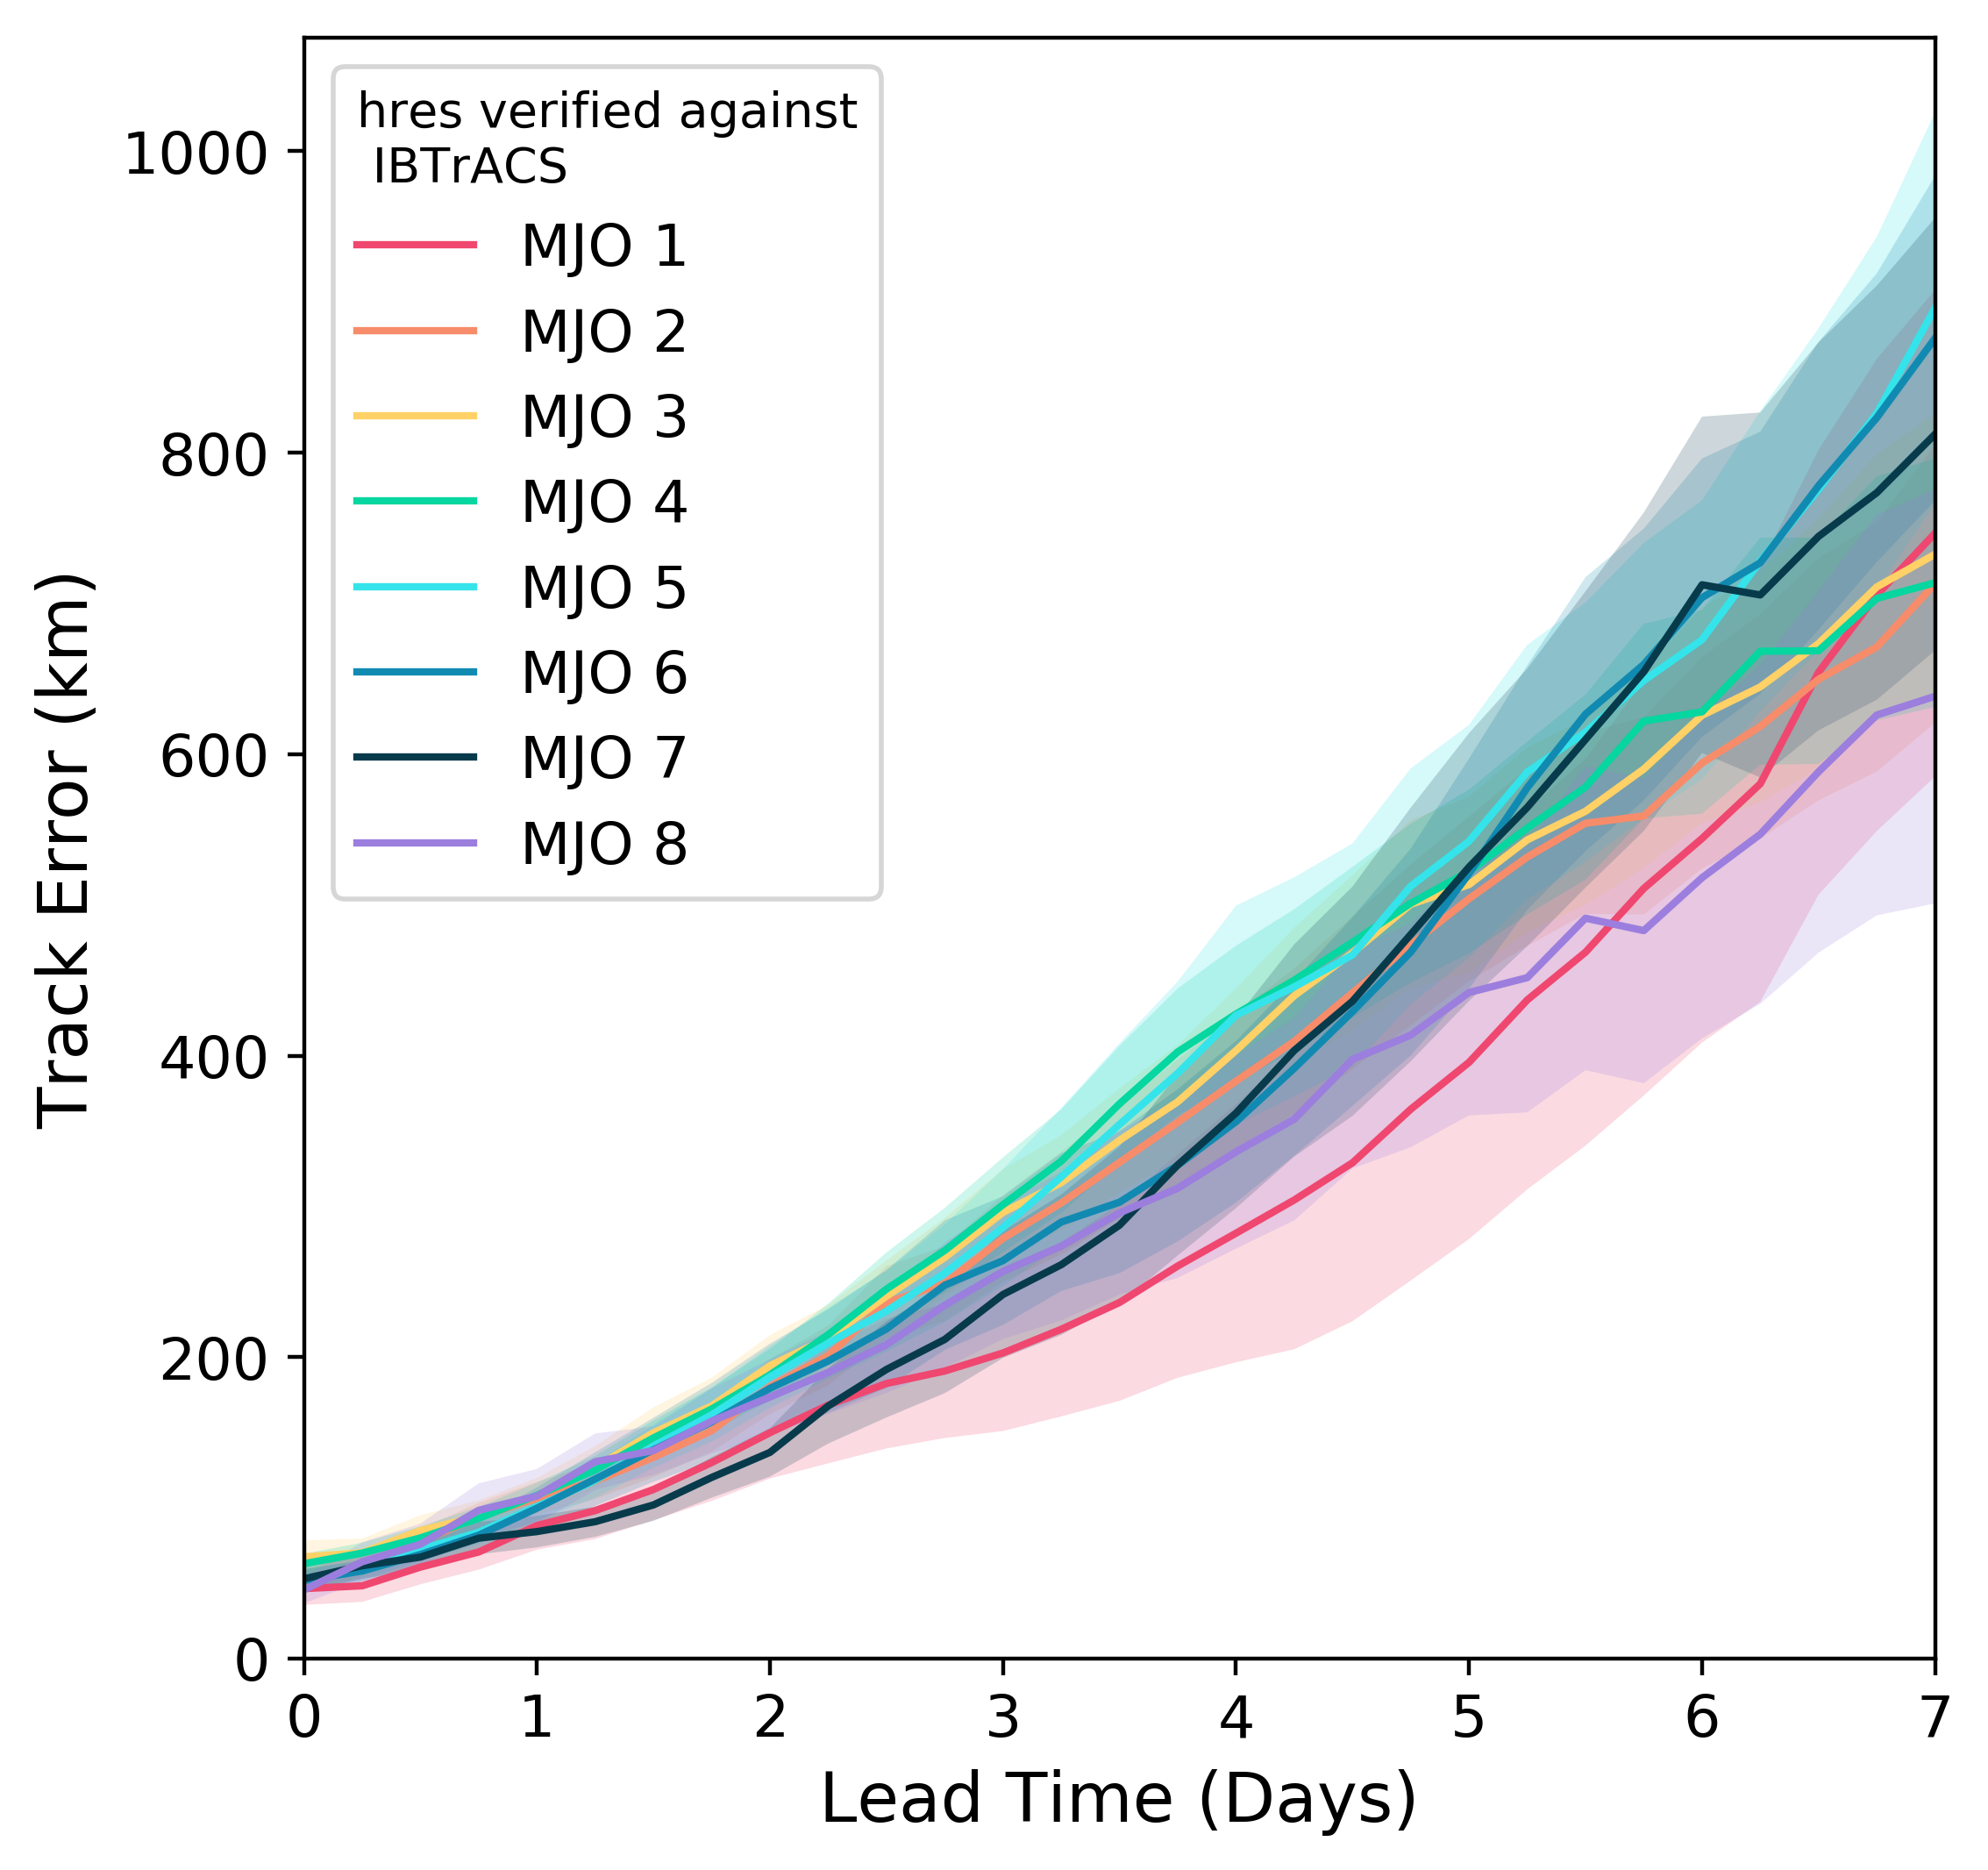 hres verified against
IBTrACS
MJO 1
MJO 2
MJO 3
MJO 4
MJO 5
MJO 6
MJO 7
MJO 8
Track Error (km)
1000
800
600
400
200
0
0 1 2 3 4 5 6 7
Lead Time (Days)